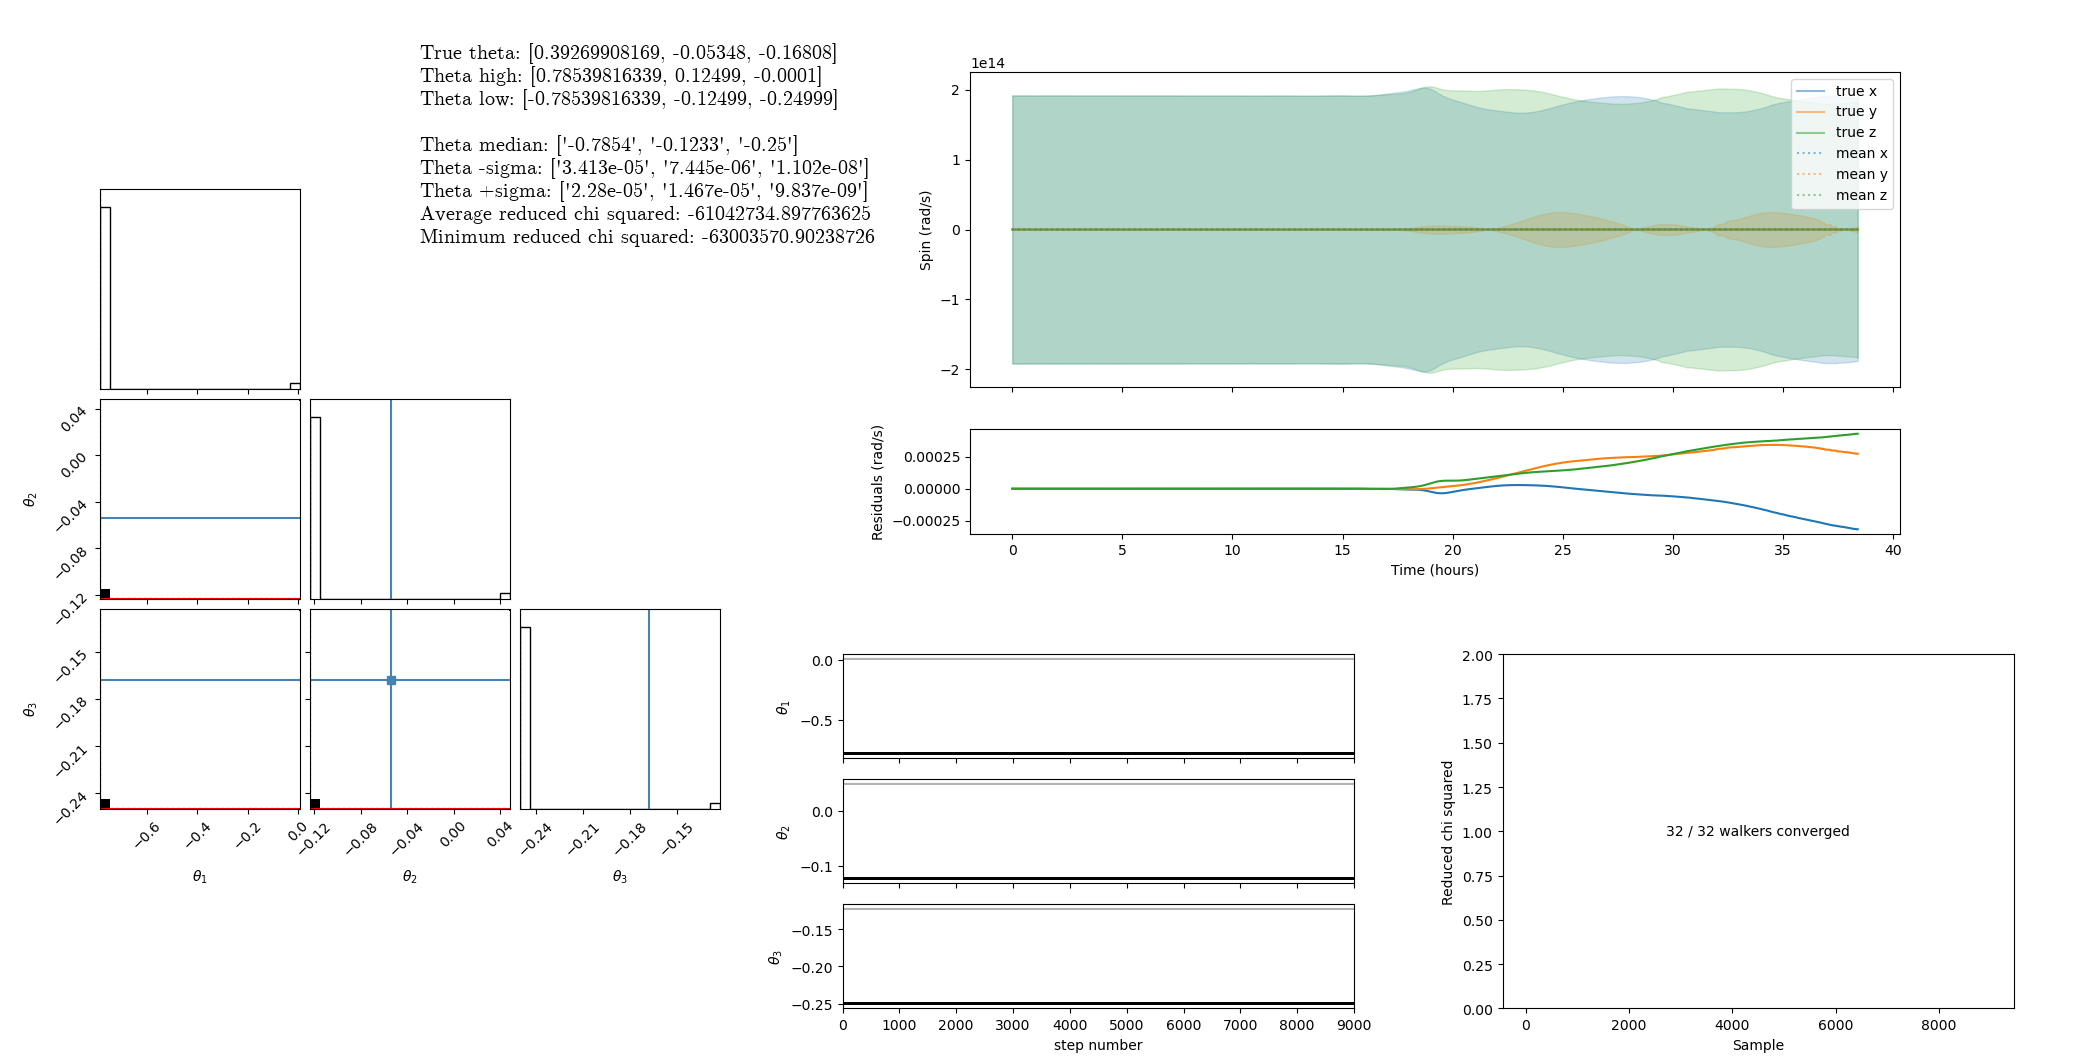 True theta: [0.39269908169, -0.05348, -0.16808]
Theta high: [0.78539816339, 0.12499, -0.0001]
Theta low: [-0.78539816339, -0.12499, -0.24999]
Theta median: ['-0.7854', '-0.1233', '-0.25']
Theta -sigma: ['3.413e-05', '7.445e-06', '1.102e-08']
Theta +sigma: ['2.28e-05', '1.467e-05', '9.837e-09']
Average reduced chi squared: -61042734.897763625
Minimum reduced chi squared: -63003570.90238726
0.04
0.00
−0.04
−0.08
−0.12
θ2
−0.15
−0.18
−0.21
−0.24
θ3
−0.6 −0.4 −0.2 0.0
θ1
−0.12 −0.08 −0.04 0.00 0.04
θ2
−0.24 −0.21 −0.18 −0.15
θ3
1e14
2
1
0
−1
−2
Spin (rad/s)
true x
true y
true z
mean x
mean y
mean z
0.00025
0.00000
−0.00025
Residuals (rad/s)
0 5 10 15 20 25 30 35 40
Time (hours)
0.0
−0.5
θ1
0.0
−0.1
θ2
−0.15
−0.20
−0.25
θ3
0 1000 2000 3000 4000 5000 6000 7000 8000 9000
step number
2.00
1.75
1.50
1.25
1.00
0.75
0.50
0.25
0.00
Reduced chi squared
32 / 32 walkers converged
0 2000 4000 6000 8000
Sample